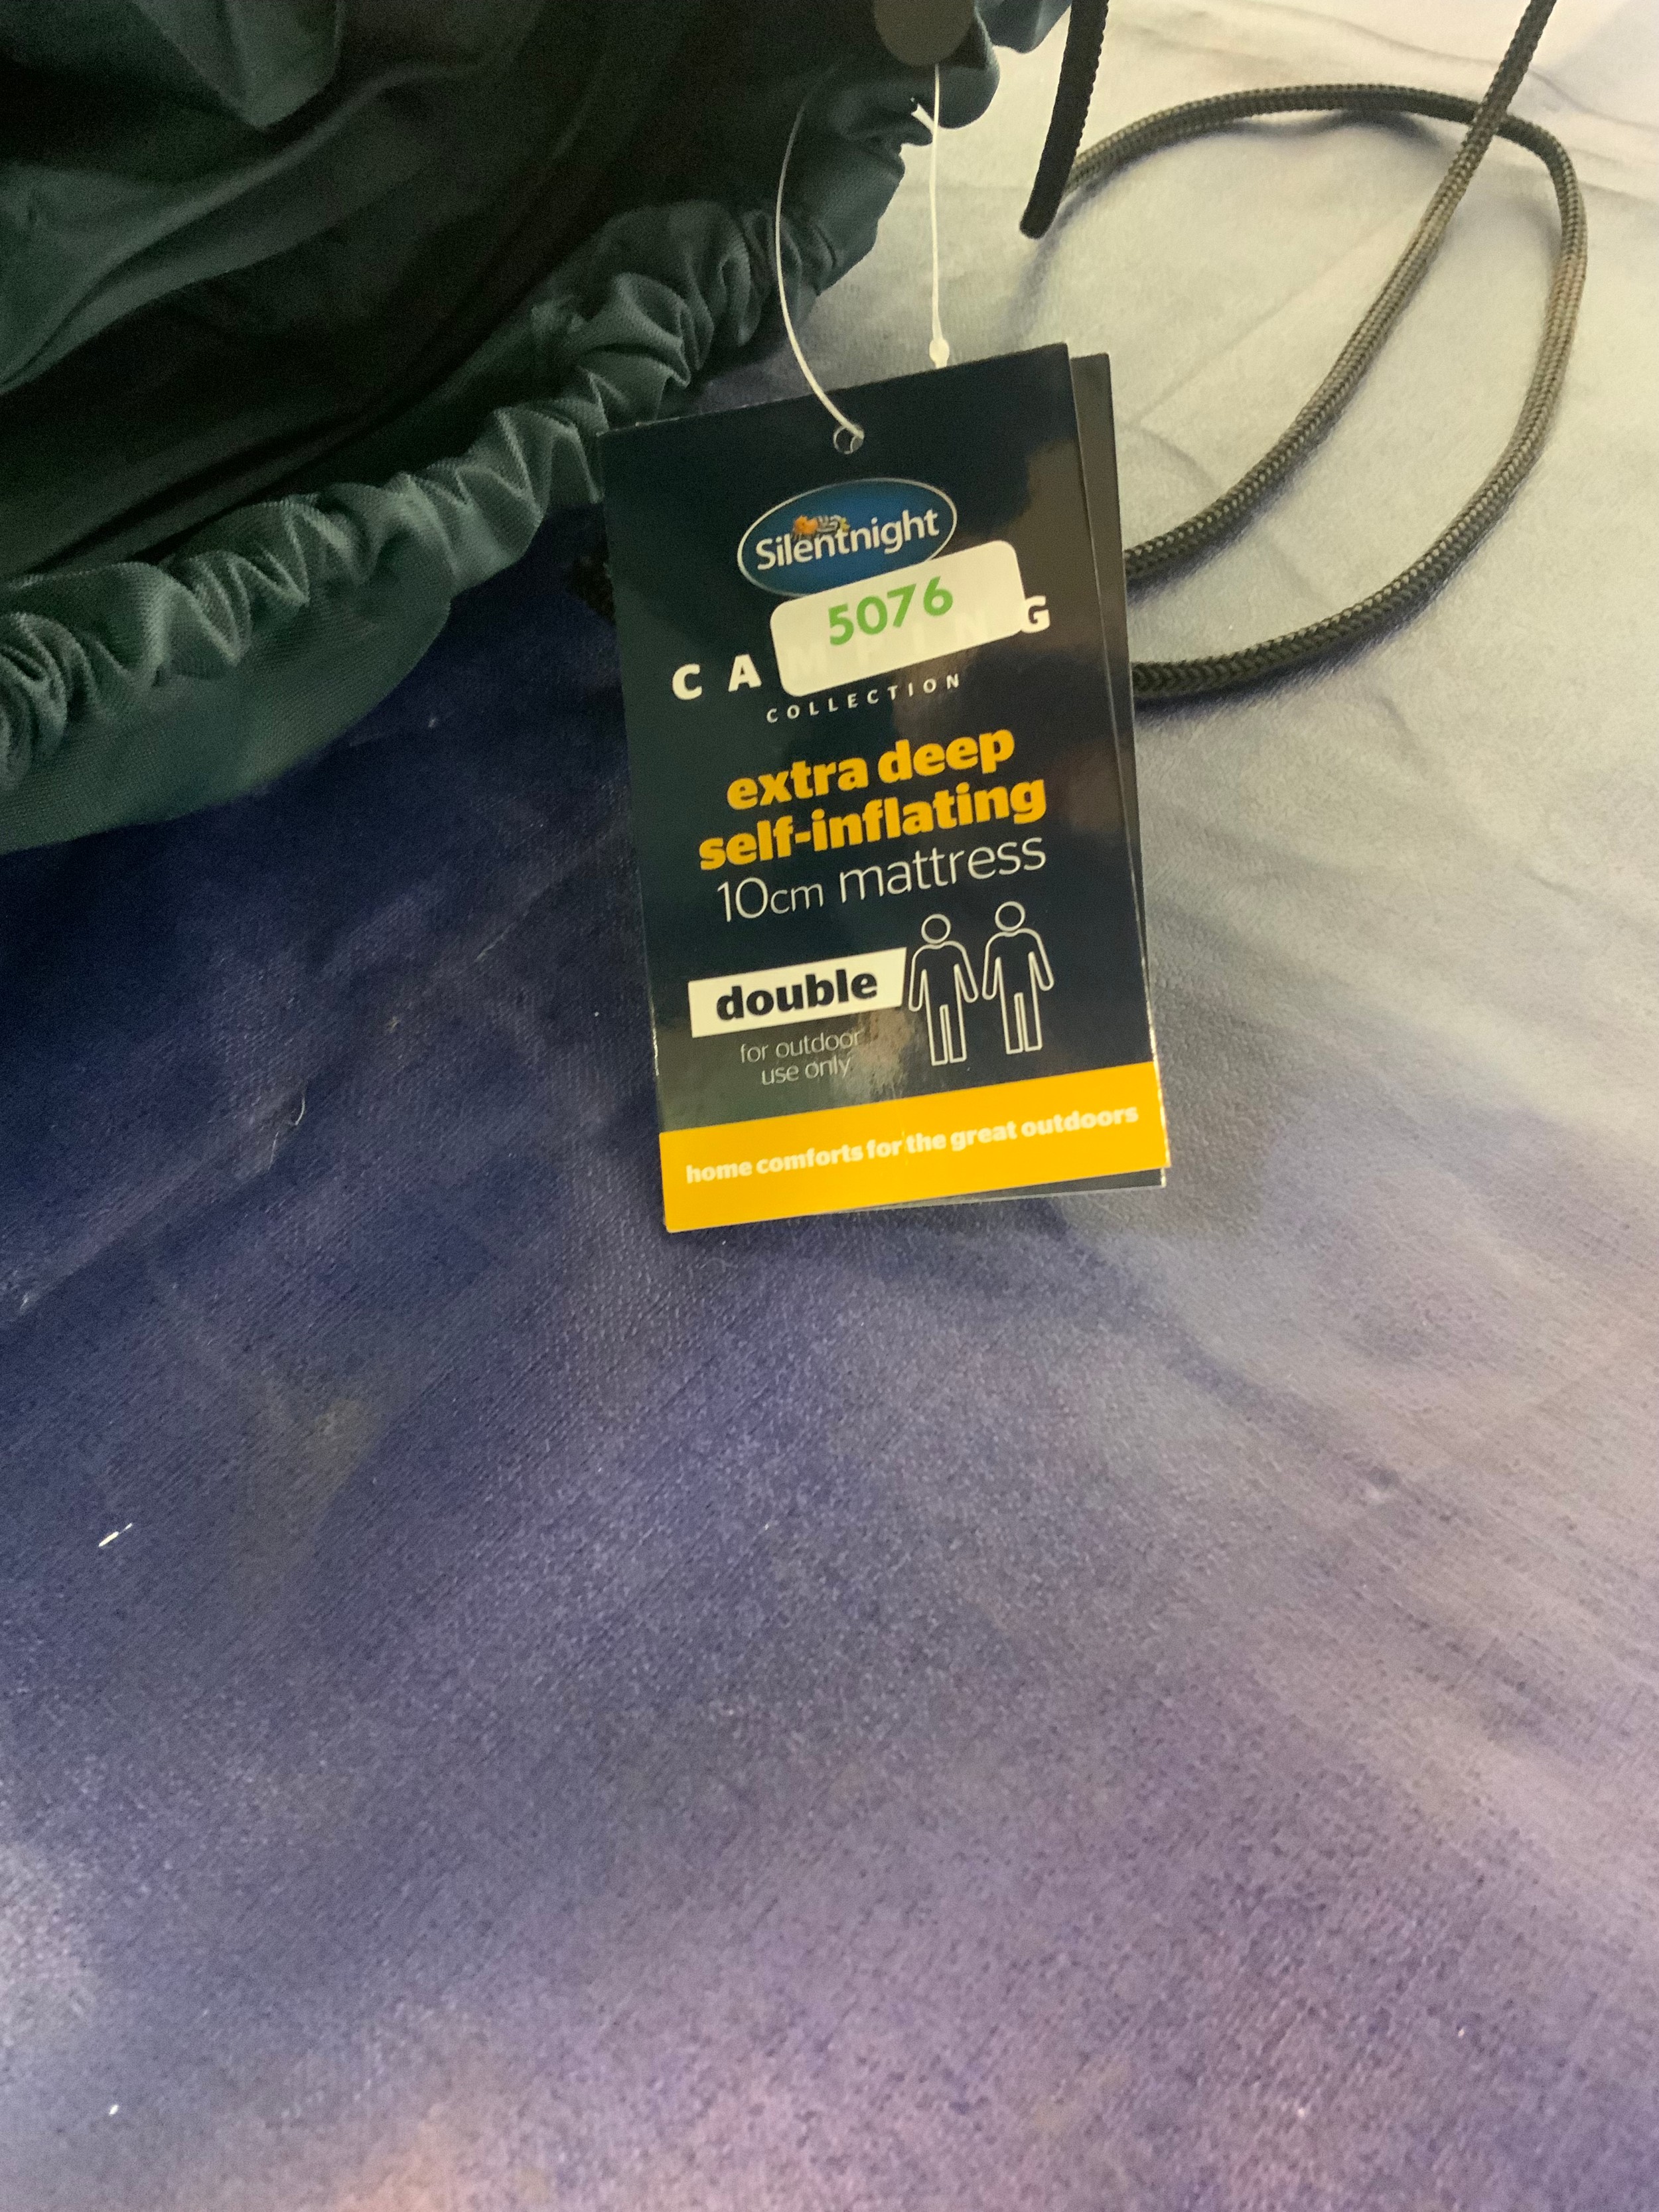 Silentnight
5076
CAMPING
COLLECTION
extra deep
self-inflating
10cm mattress
double
for outdoor
use only
home comforts for the great outdoors